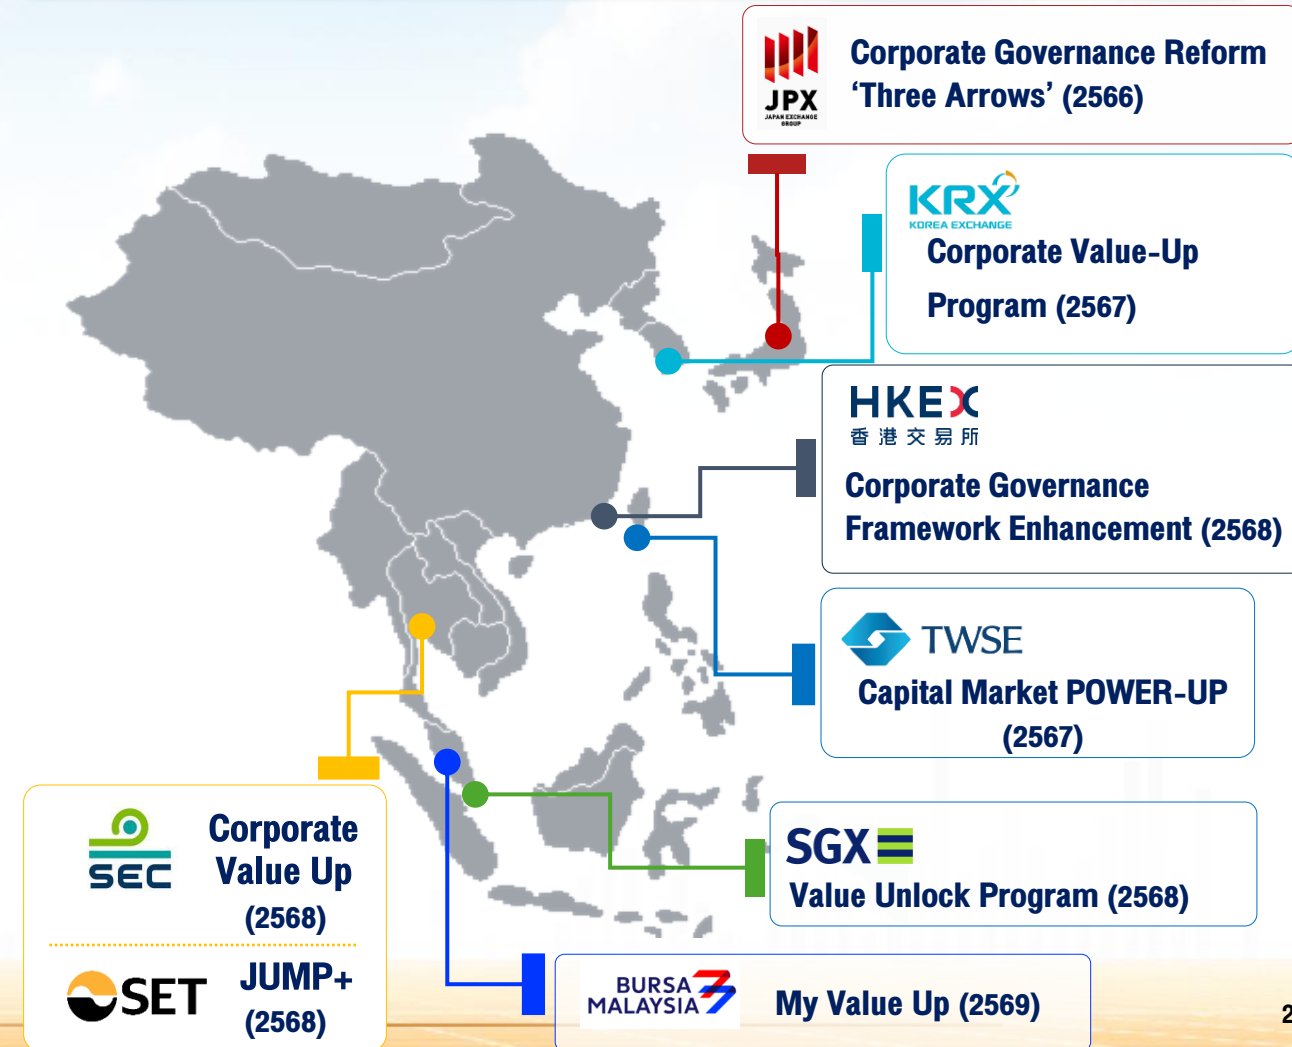 JPX
JAPAN EXCHANGE
GROUP
Corporate Governance Reform
‘Three Arrows’ (2566)
KRX
KOREA EXCHANGE
Corporate Value-Up
Program (2567)
HKEX
香港交易所
Corporate Governance
Framework Enhancement (2568)
TWSE
Capital Market POWER-UP
(2567)
SEC
Corporate
Value Up
(2568)
SET
JUMP+
(2568)
SGX
Value Unlock Program (2568)
BURSA
MALAYSIA
My Value Up (2569)
2